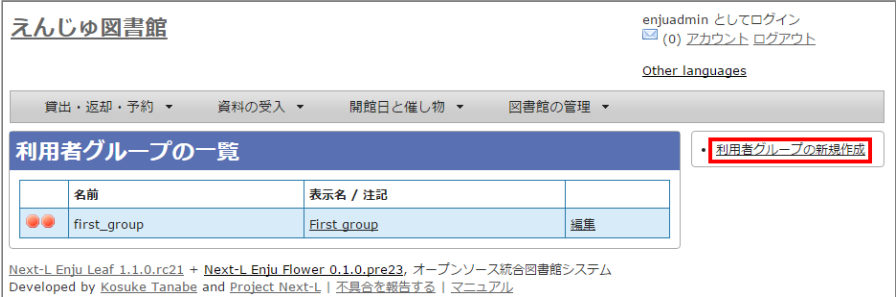 えんじゅ図書館
enjuadmin としてログイン
(0) アカウント ログアウト
Other languages
貸出・返却・予約 ▼ 資料の受入 ▼ 開館日と催し物 ▼ 図書館の管理 ▼
利用者グループの一覧
• 利用者グループの新規作成
名前 表示名 / 注記
first_group First group 編集
Next-L Enju Leaf 1.1.0.rc21 + Next-L Enju Flower 0.1.0.pre23, オープンソース統合図書館システム
Developed by Kosuke Tanabe and Project Next-L | 不具合を報告する | マニュアル